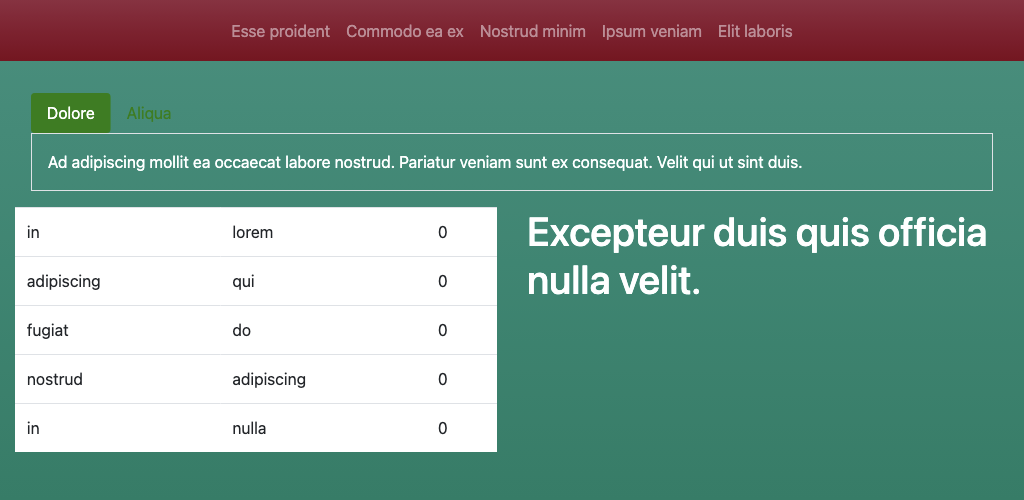 Esse proident Commodo ea ex Nostrud minim Ipsum veniam Elit laboris
Dolore Aliqua
Ad adipiscing mollit ea occaecat labore nostrud. Pariatur veniam sunt ex consequat. Velit qui ut sint duis.
in lorem 0
adipiscing qui 0
fugiat do 0
nostrud adipiscing 0
in nulla 0
Excepteur duis quis officia
nulla velit.